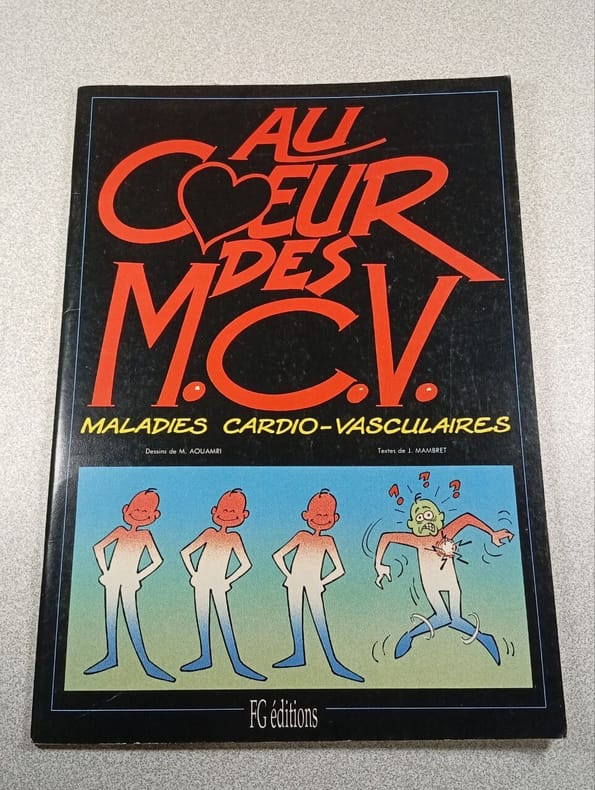 AU
CŒUR
DES
M.C.V.
MALADIES CARDIO-VASCULAIRES
Dessins de M. AOUAMRI
Textes de J. MAMBRET
? ? ?
FG éditions